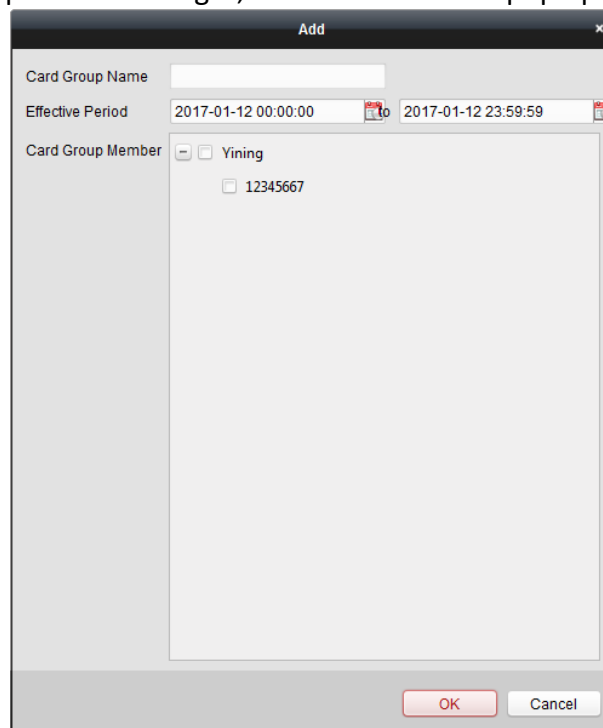 Add
Card Group Name
Effective Period 2017-01-12 00:00:00 to 2017-01-12 23:59:59
Card Group Member Yining
12345667
OK Cancel